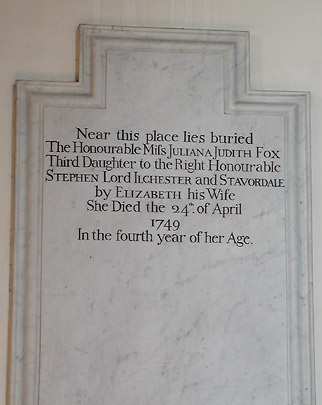 Near this place lies buried
The Honourable Miſs JULIANA JUDITH FOX
Third Daughter to the Right Honourable
STEPHEN Lord ILCHESTER and STAVORDALE
by ELIZABETH his Wife
She Died the 24th. of April
1749
In the fourth year of her Age.